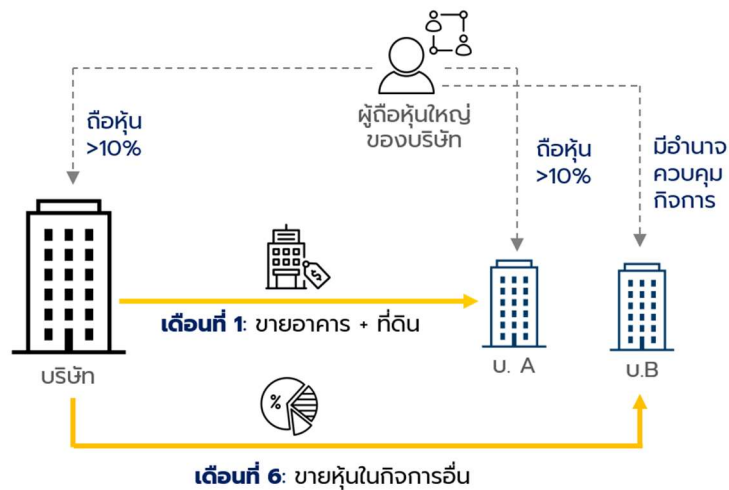 ผู้ถือหุ้นใหญ่
ของบริษัท
ถือหุ้น
>10%
ถือหุ้น
>10%
มีอำนาจ
ควบคุม
กิจการ
$
เดือนที่ 1: ขายอาคาร + ที่ดิน
บริษัท
บ. A
บ.B
%
เดือนที่ 6: ขายหุ้นในกิจการอื่น